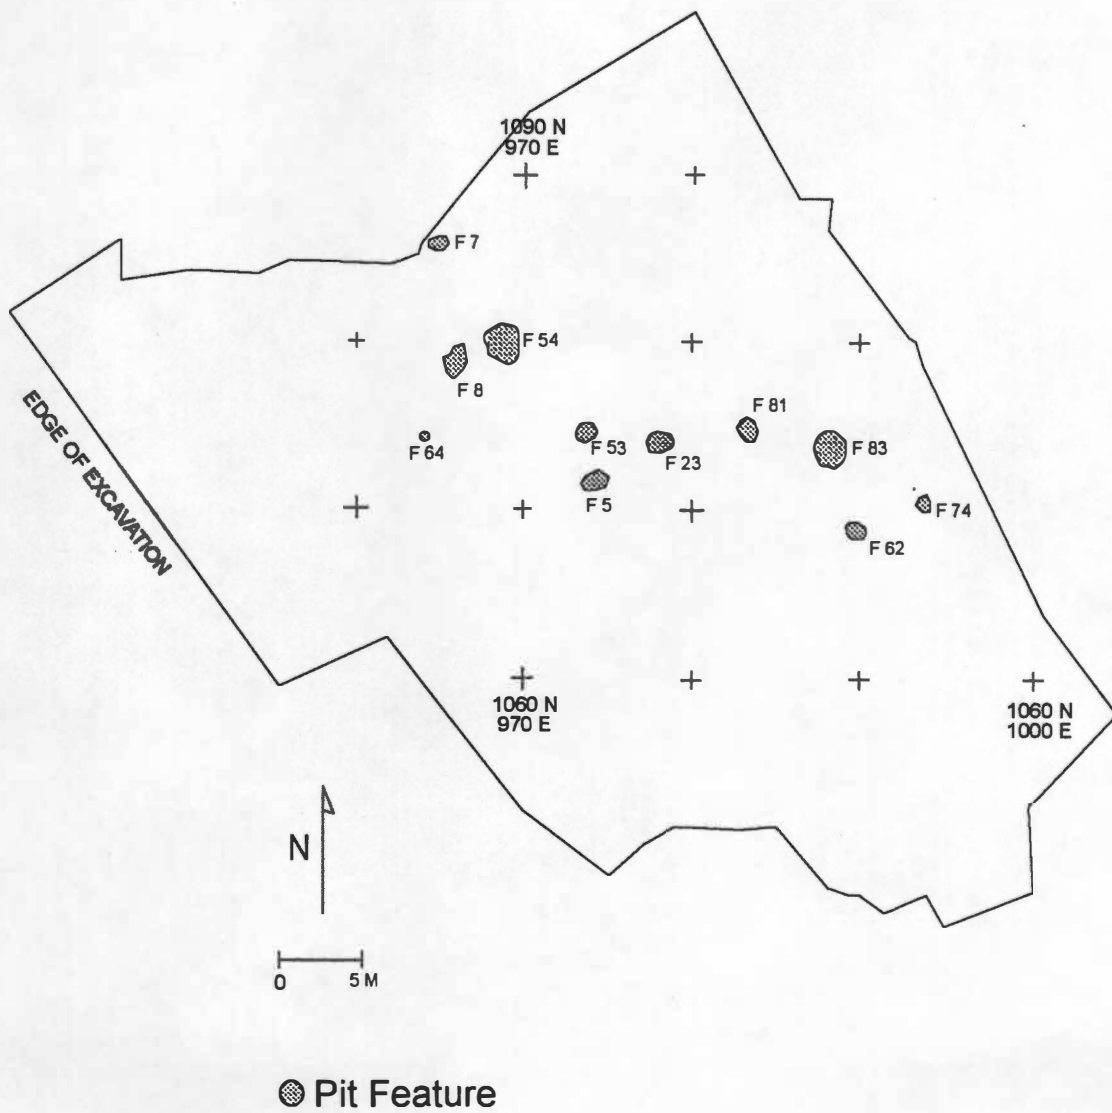 1090 N
970 E
F 7
F 54
F 8
F 81
F 64
F 53
F 23
F 83
F 5
F 74
F 62
EDGE OF EXCAVATION
1060 N
970 E
1060 N
1000 E
N
0 5 M
Pit Feature